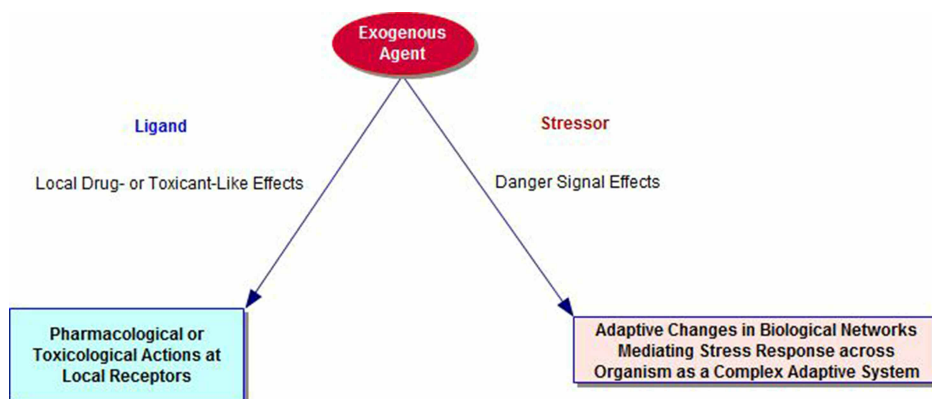 Exogenous
Agent
Ligand
Stressor
Local Drug- or Toxicant-Like Effects
Danger Signal Effects
Pharmacological or
Toxicological Actions at
Local Receptors
Adaptive Changes in Biological Networks
Mediating Stress Response across
Organism as a Complex Adaptive System